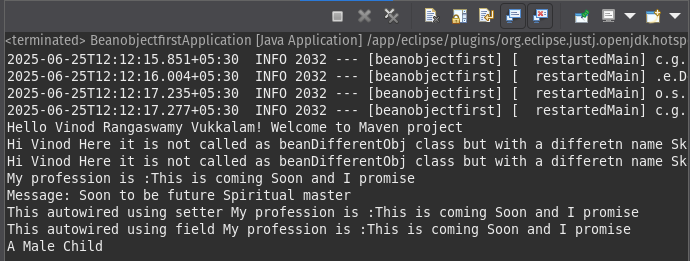 <terminated> BeanobjectfirstApplication [Java Application] /app/eclipse/plugins/org.eclipse.justj.openjdk.hotsp
2025-06-25T12:12:15.851+05:30  INFO 2032 --- [beanobjectfirst] [  restartedMain] c.g.
2025-06-25T12:12:16.004+05:30  INFO 2032 --- [beanobjectfirst] [  restartedMain] .e.D
2025-06-25T12:12:17.235+05:30  INFO 2032 --- [beanobjectfirst] [  restartedMain] o.s.
2025-06-25T12:12:17.277+05:30  INFO 2032 --- [beanobjectfirst] [  restartedMain] c.g.
Hello Vinod Rangaswamy Vukkalam! Welcome to Maven project
Hi Vinod Here it is not called as beanDifferentObj class but with a differetn name Sk
Hi Vinod Here it is not called as beanDifferentObj class but with a differetn name Sk
My profession is :This is coming Soon and I promise
Message: Soon to be future Spiritual master
This autowired using setter My profession is :This is coming Soon and I promise
This autowired using field My profession is :This is coming Soon and I promise
A Male Child